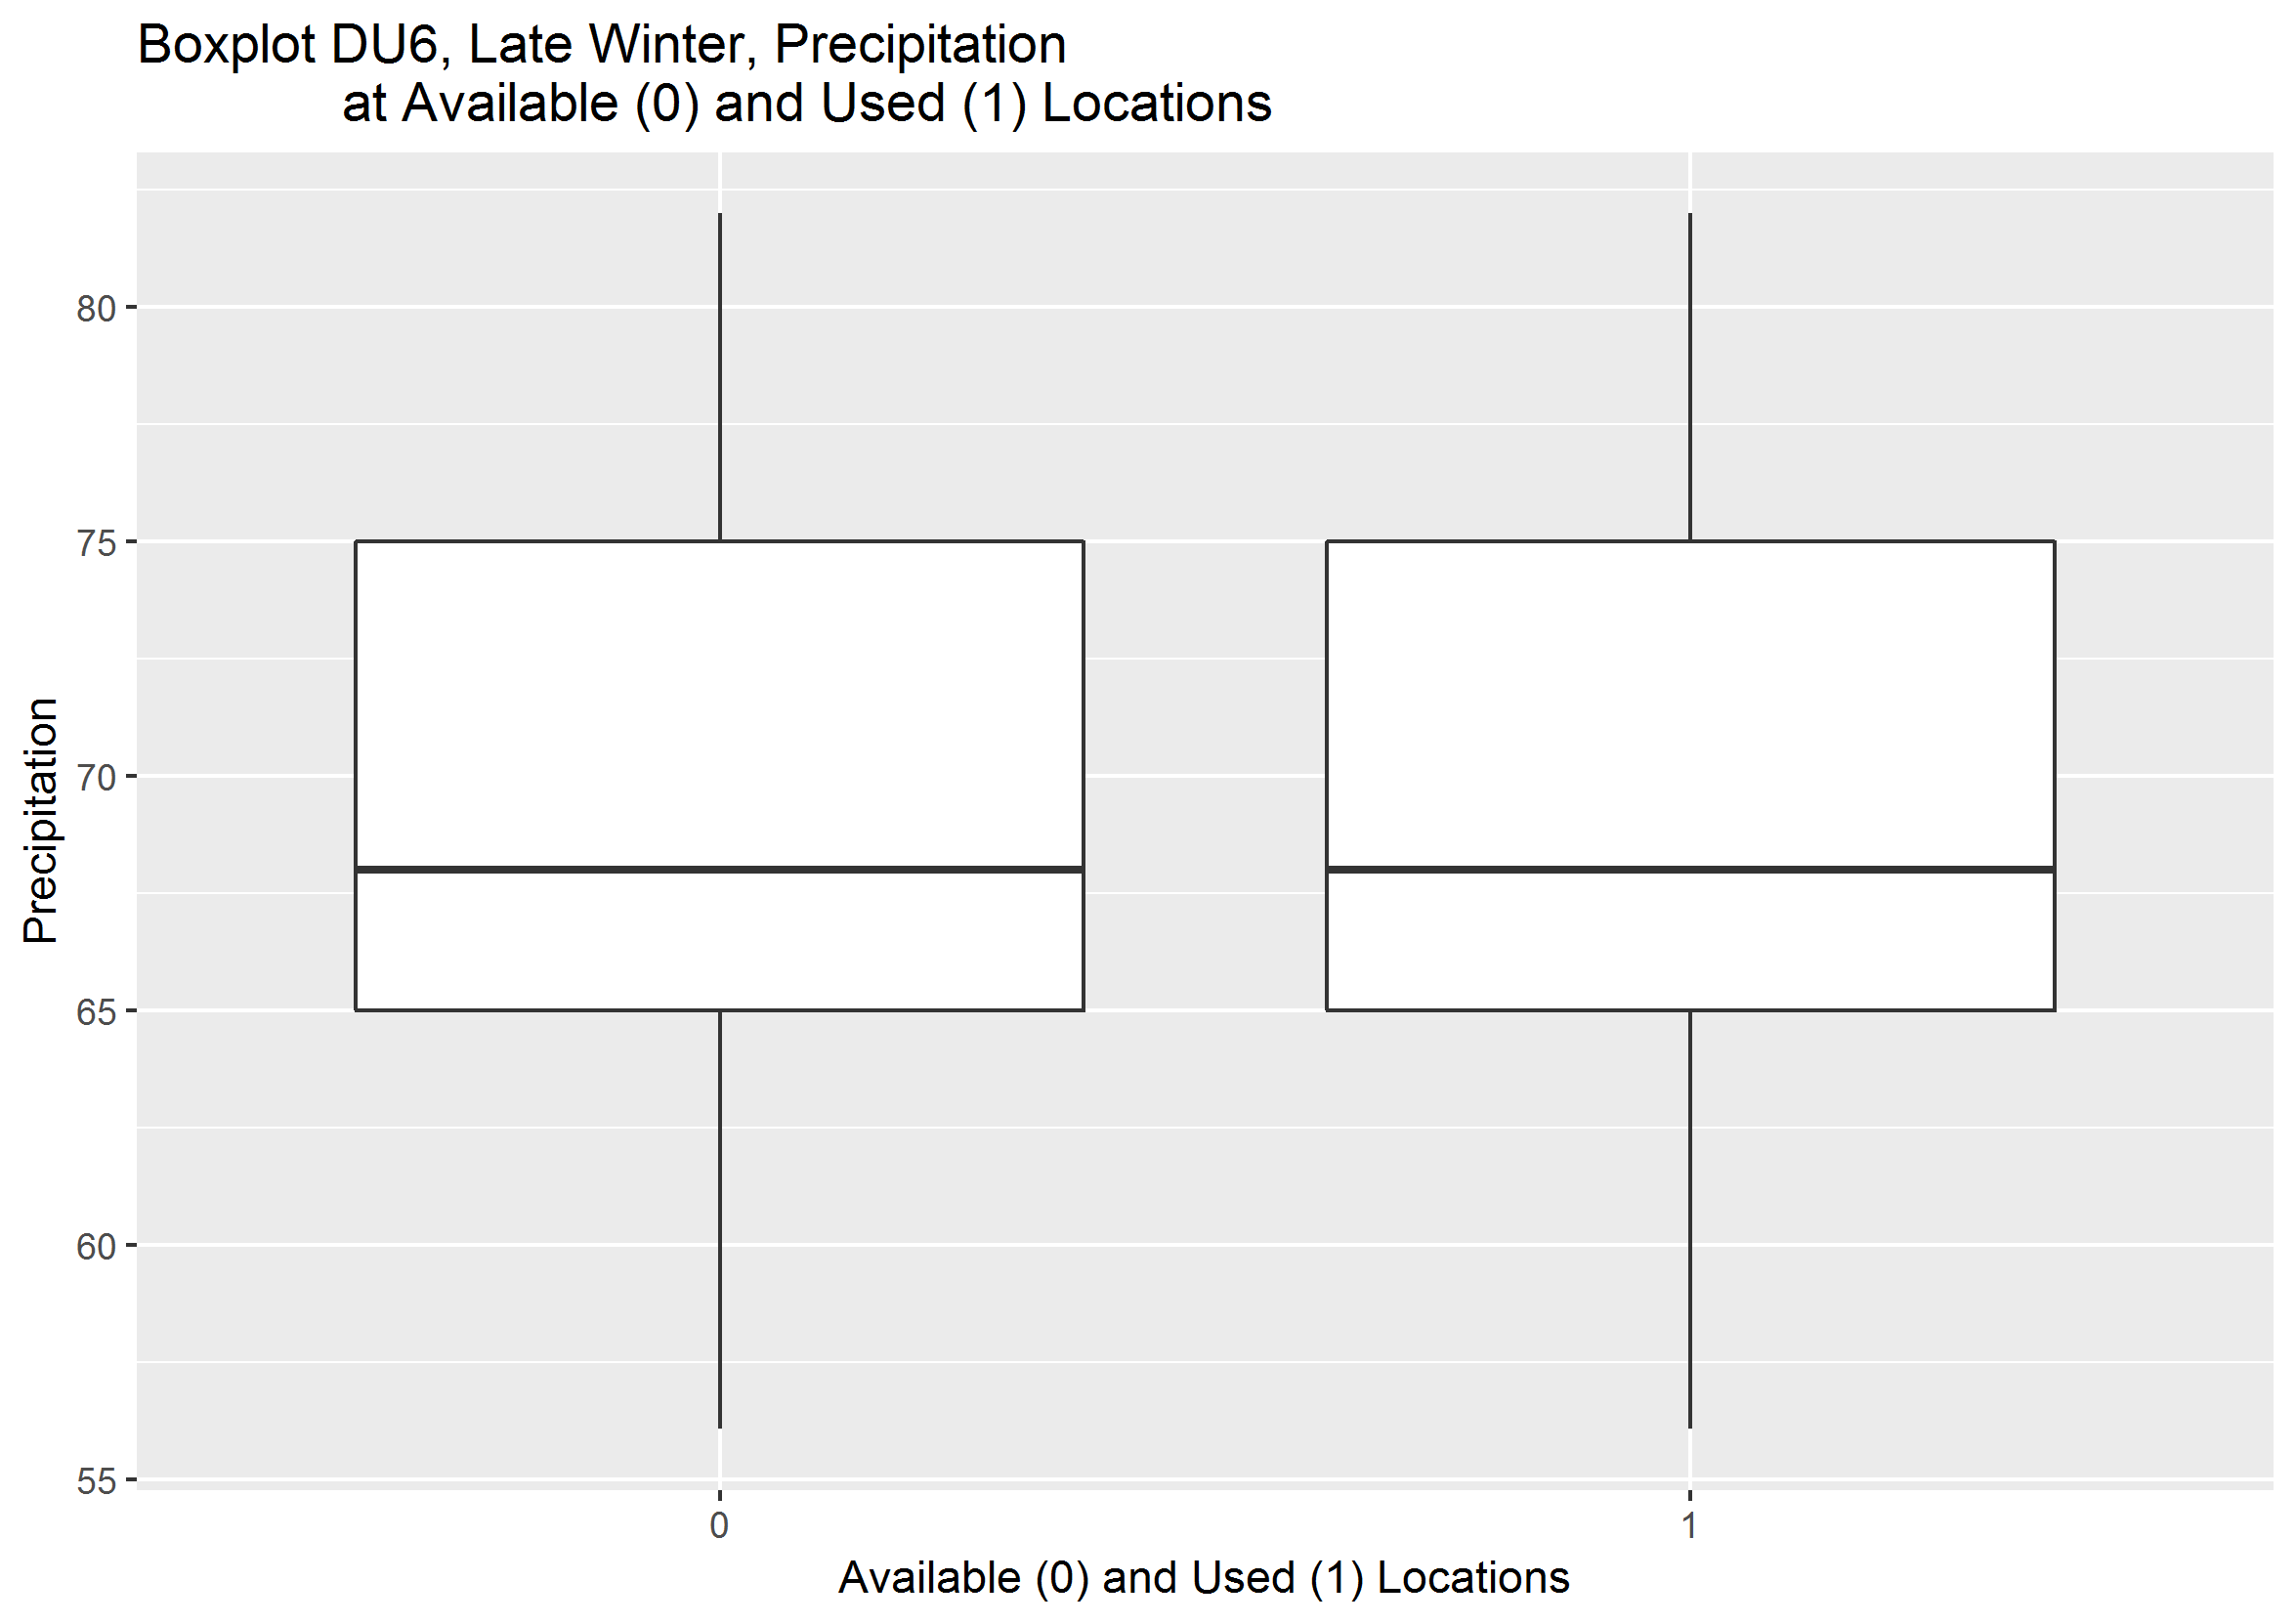 Boxplot DU6, Late Winter, Precipitation
at Available (0) and Used (1) Locations
Precipitation
80
75
70
65
60
55
0
1
Available (0) and Used (1) Locations